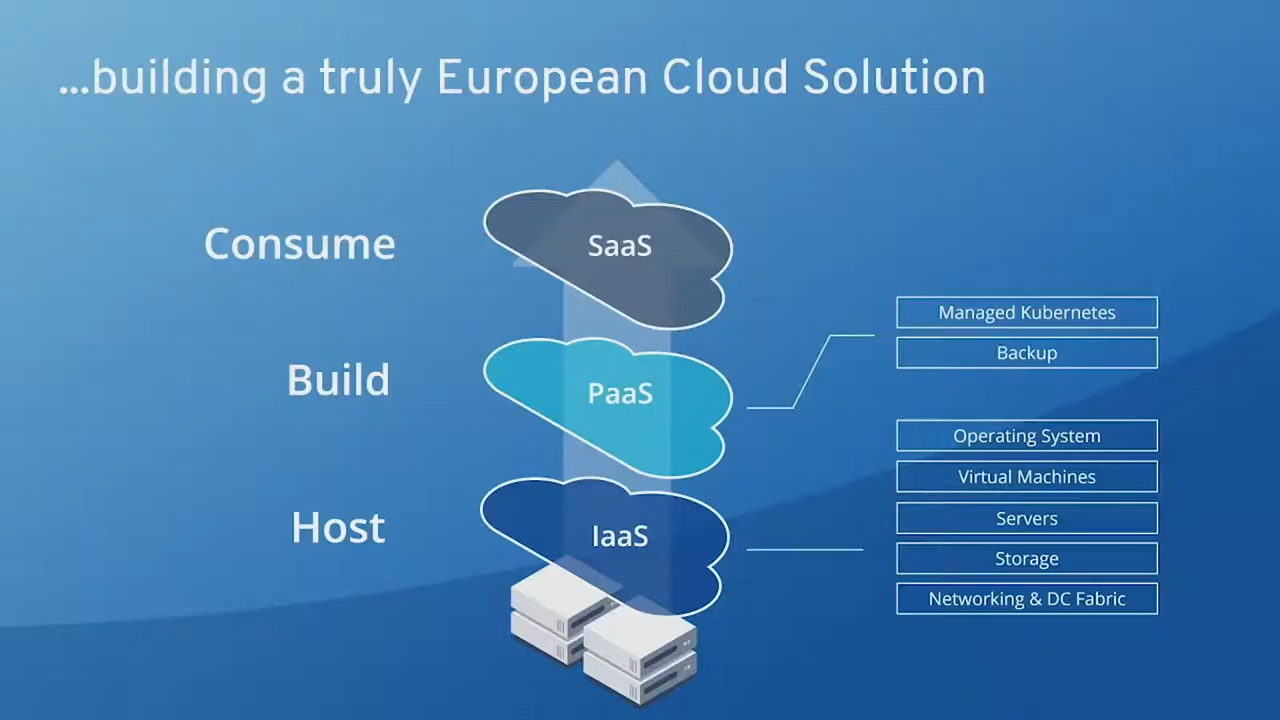 ...building a truly European Cloud Solution
Consume
SaaS
Build
PaaS
Host
IaaS
Managed Kubernetes
Backup
Operating System
Virtual Machines
Servers
Storage
Networking & DC Fabric